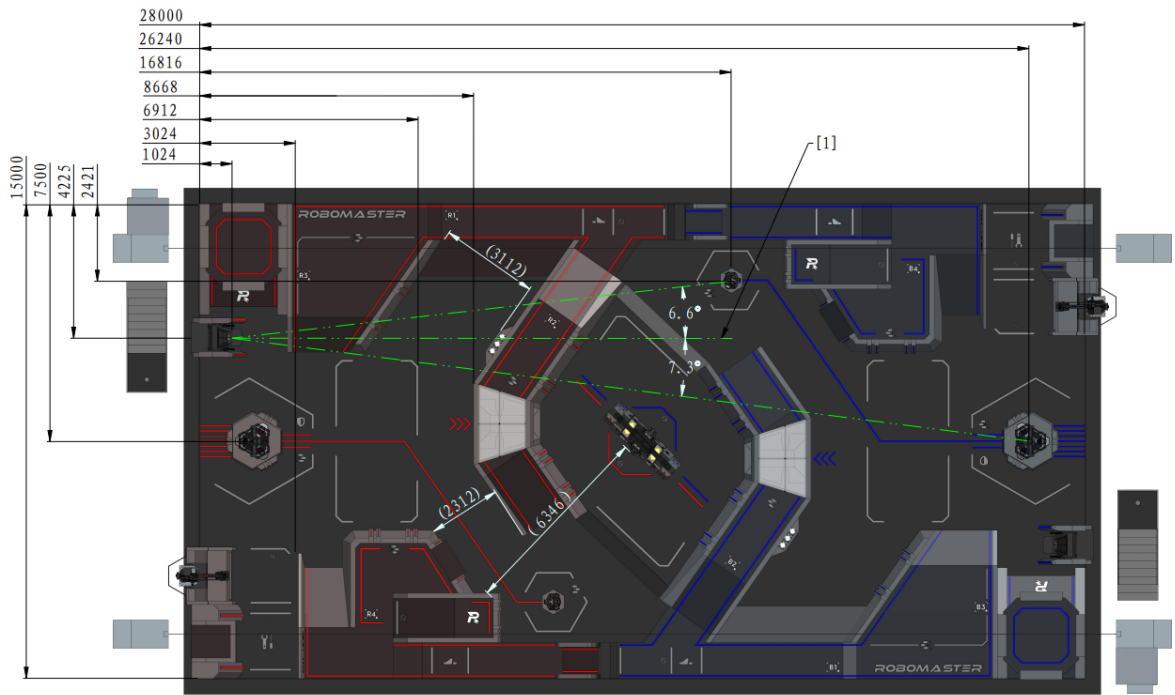 28000
26240
16816
8668
6912
3024
1024
15000
7500
4225
2421
[1]
ROBOMASTER
R1
R3
(3112)
R
R2
6.6°
7.3°
R
B4
(2312)
(6346)
R4
R
B2
B3
R
B1
ROBOMASTER